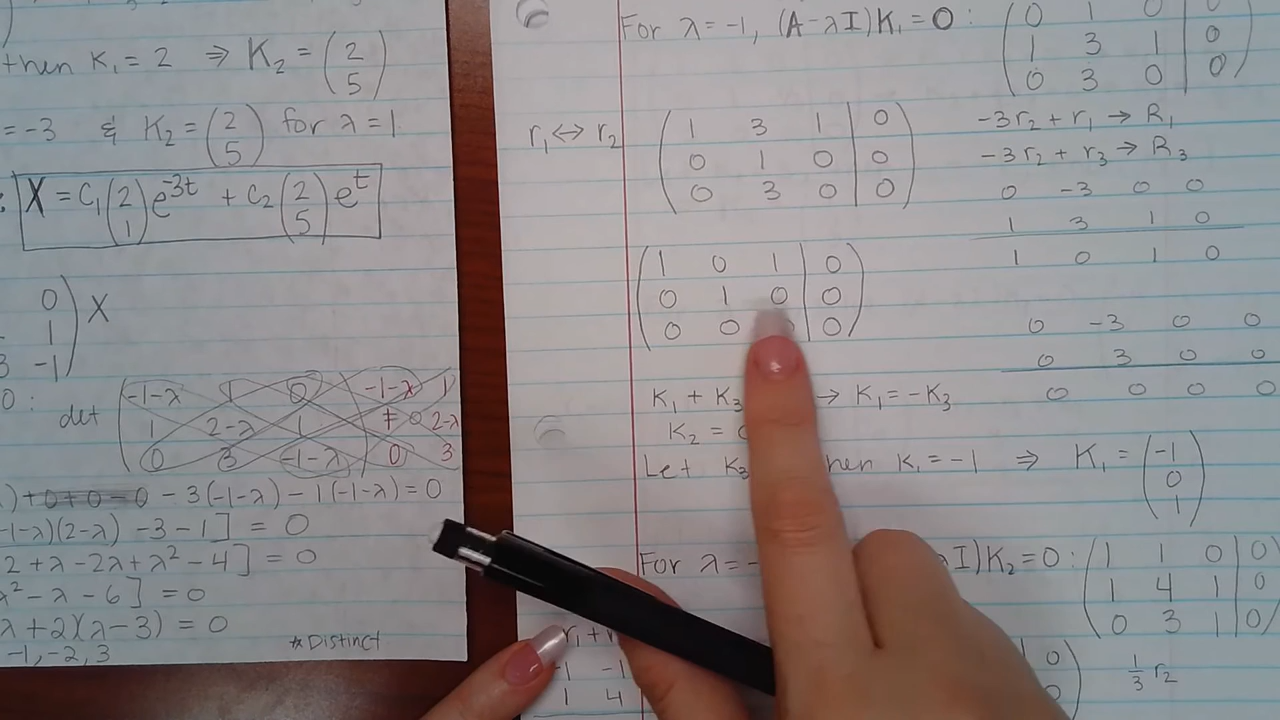 then K₁ = 2 ⇒ K₂ = (2 5)
= -3 & K₂ = (2 5) for λ = 1
: X = C₁ (2 1) e^-3t + C₂ (2 5) e^t
0
1
3 -1 ) X
0 : det ( -1-λ 1 0 | -1-λ 1
1 2-λ 1 | 2-λ
0 3 -1-λ | 0 3
) + 0 + 0 - 0 - 3(-1-λ) - 1(-1-λ) = 0
-1-λ)(2-λ) - 3 - 1] = 0
2 + λ - 2λ + λ² - 4] = 0
λ² - λ - 6] = 0
λ + 2)(λ - 3) = 0
-1, -2, 3 *Distinct
For λ = -1, (A - λI)K₁ = 0 : ( 0 1 0 | 0
1 3 1 | 0
0 3 0 | 0 )
r₁ ↔ r₂ ( 1 3 1 | 0
0 1 0 | 0
0 3 0 | 0 )
-3r₂ + r₁ → R₁
-3r₂ + r₃ → R₃
0 -3 0 0
1 3 1 0
1 0 1 0
( 1 0 1 | 0
0 1 0 | 0
0 0 | 0 )
0 -3 0 0
0 3 0 0
0 0 0 0
K₁ + K₃ → K₁ = -K₃
K₂ =
Let K₃ then K₁ = -1 ⇒ K₁ = (-1 0 1)
For λ = - I)K₂ = 0 : ( 1 1 0 | 0
1 4 1 | 0
0 3 1 | 0 )
r₁ +
-1 -1
1 4
0
0 )
1/3 r₂